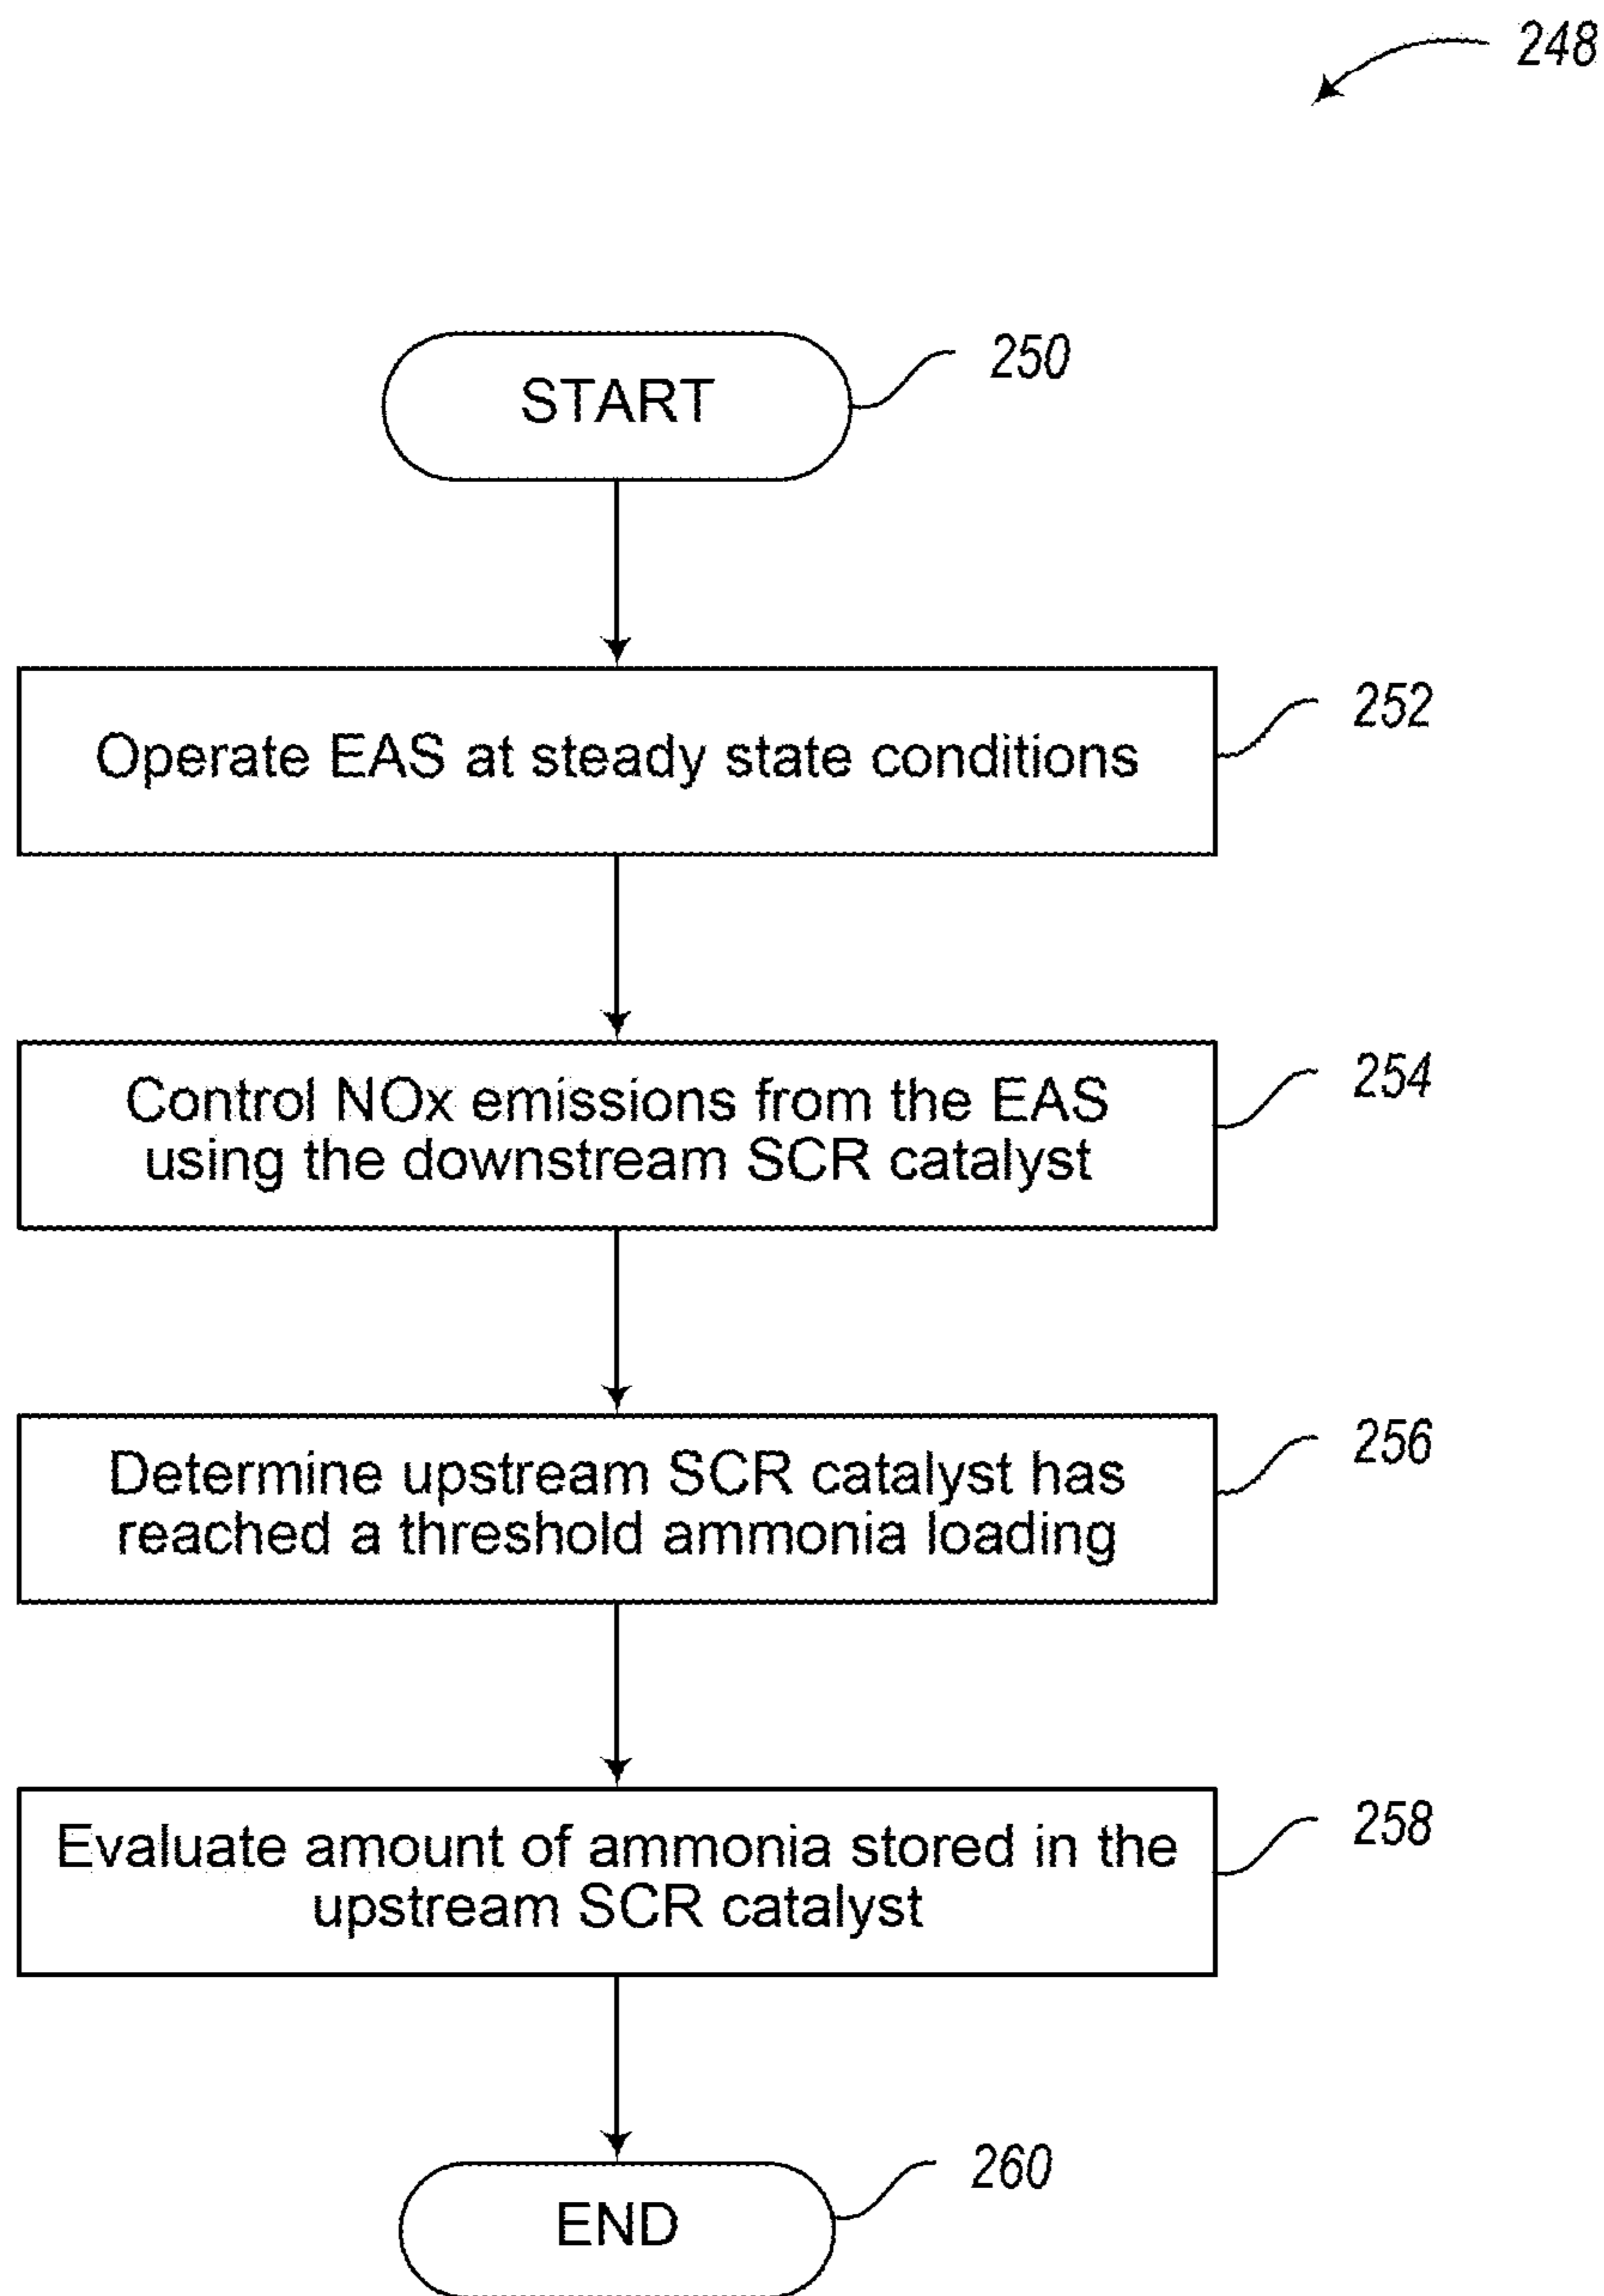 248
START
250
Operate EAS at steady state conditions
252
Control NOx emissions from the EAS
using the downstream SCR catalyst
254
Determine upstream SCR catalyst has
reached a threshold ammonia loading
256
Evaluate amount of ammonia stored in the
upstream SCR catalyst
258
END
260